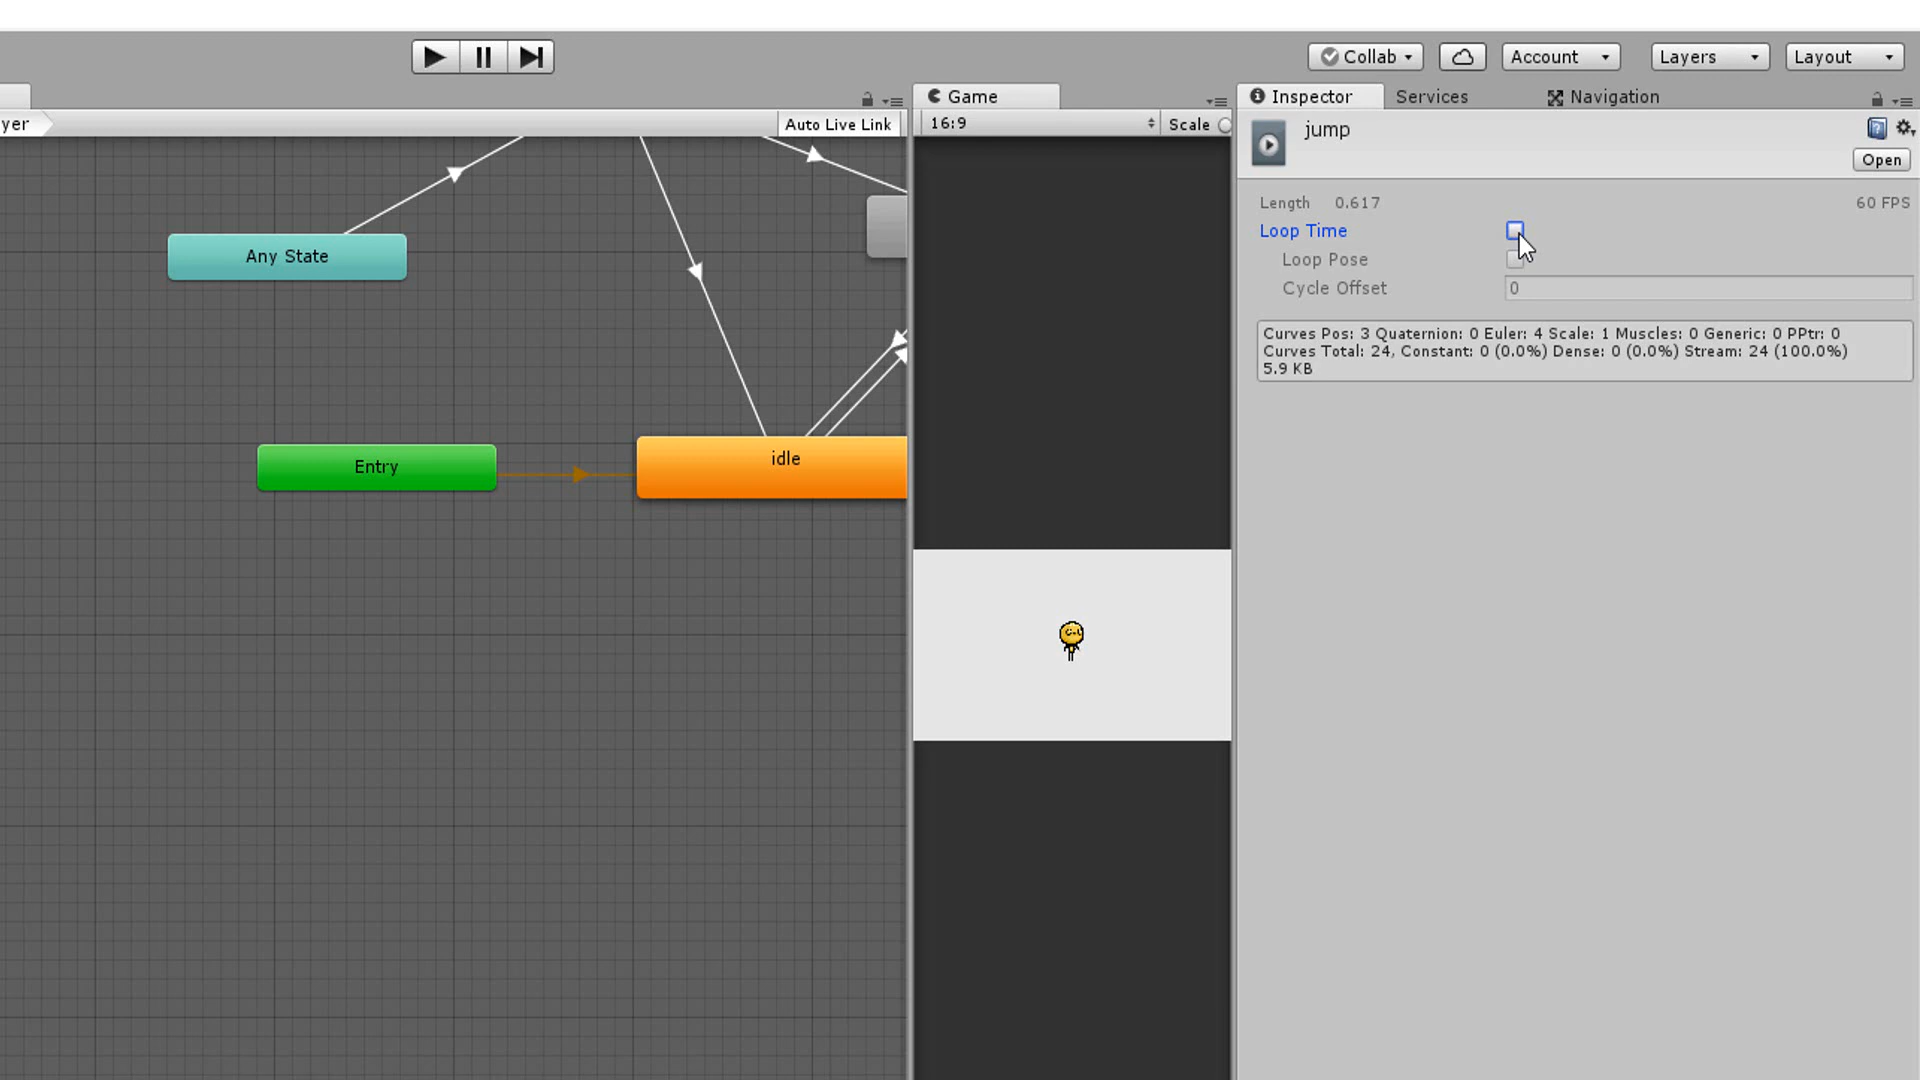 Collab
Account
Layers
Layout
Game
Inspector
Services
Navigation
yer
Auto Live Link
16:9
Scale
jump
Open
Length 0.617
60 FPS
Loop Time
Loop Pose
Cycle Offset
0
Curves Pos: 3 Quaternion: 0 Euler: 4 Scale: 1 Muscles: 0 Generic: 0 PPtr: 0
Curves Total: 24, Constant: 0 (0.0%) Dense: 0 (0.0%) Stream: 24 (100.0%)
5.9 KB
Any State
Entry
idle